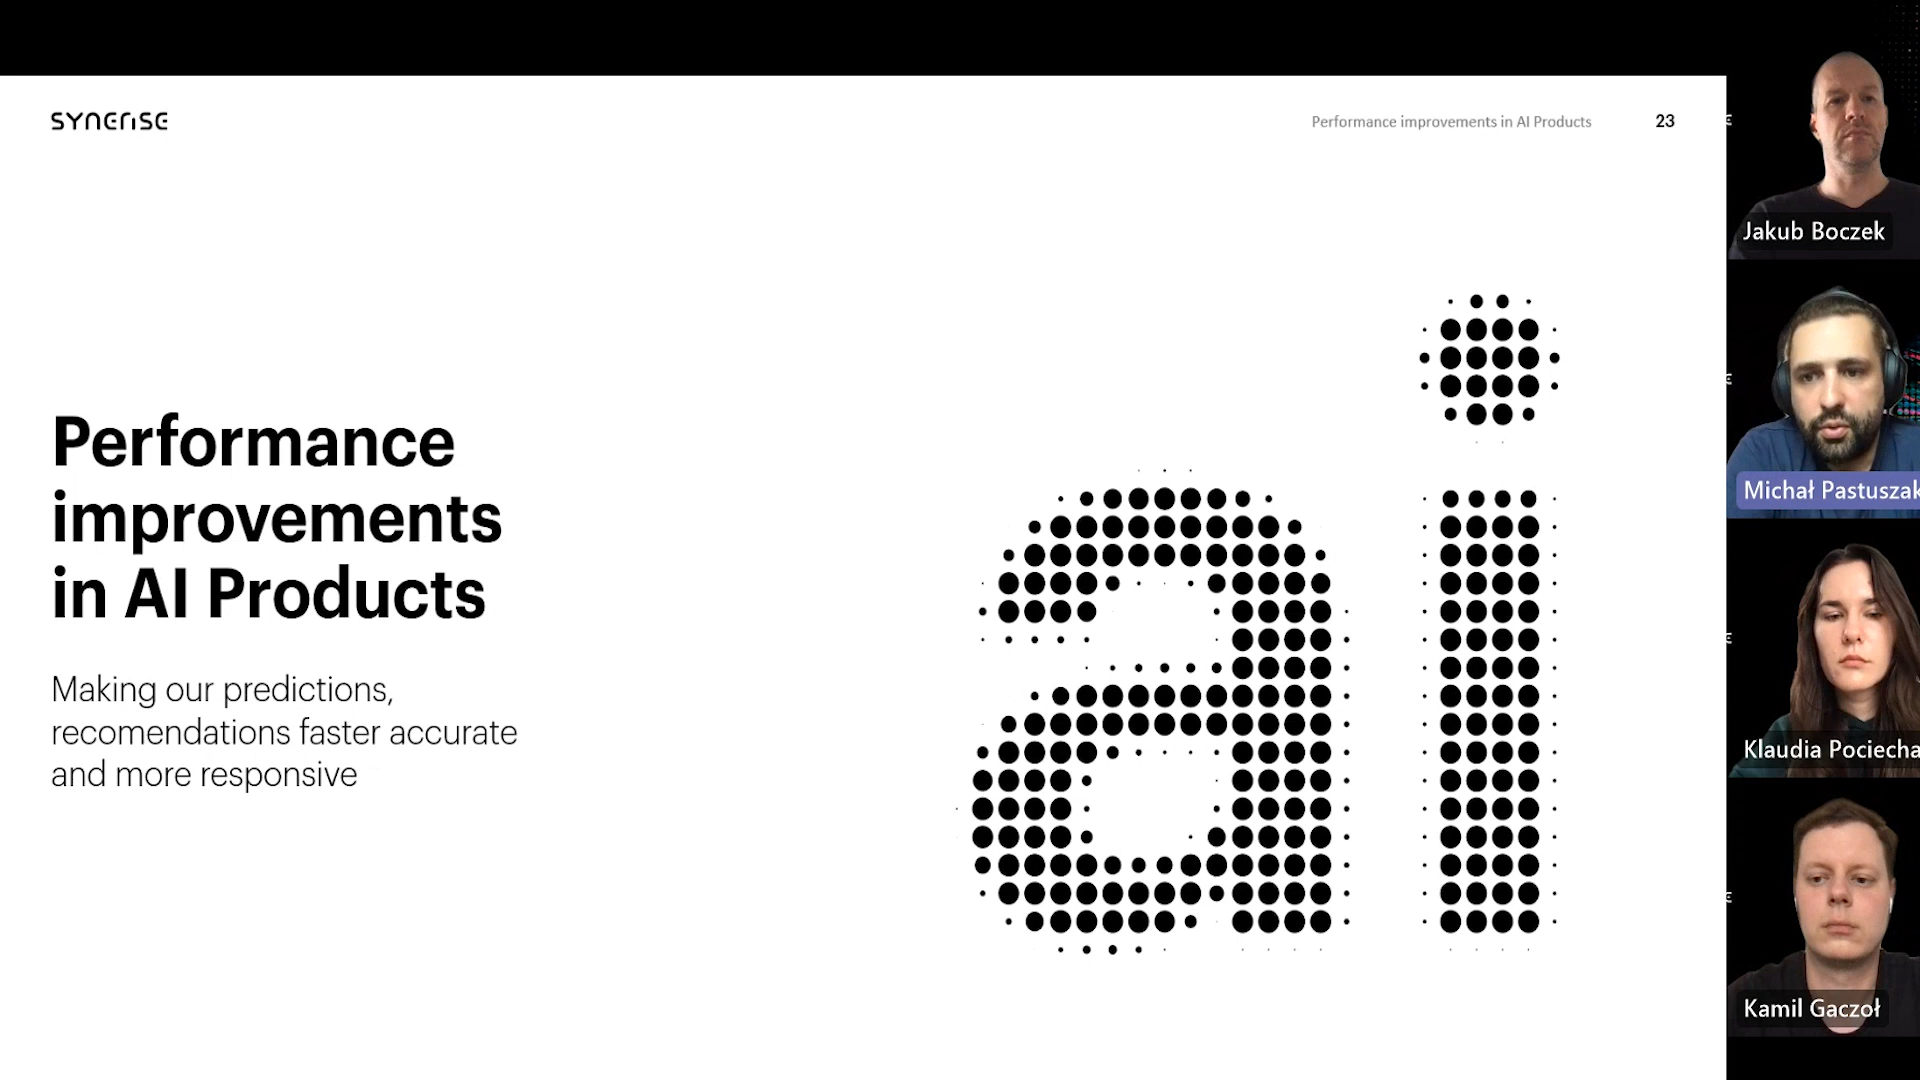 SYNERISE
Performance improvements in AI Products
23
Performance
improvements
in AI Products
Making our predictions,
recomendations faster accurate
and more responsive
ai
Jakub Boczek
Michał Pastuszak
Klaudia Pociecha
Kamil Gaczoł